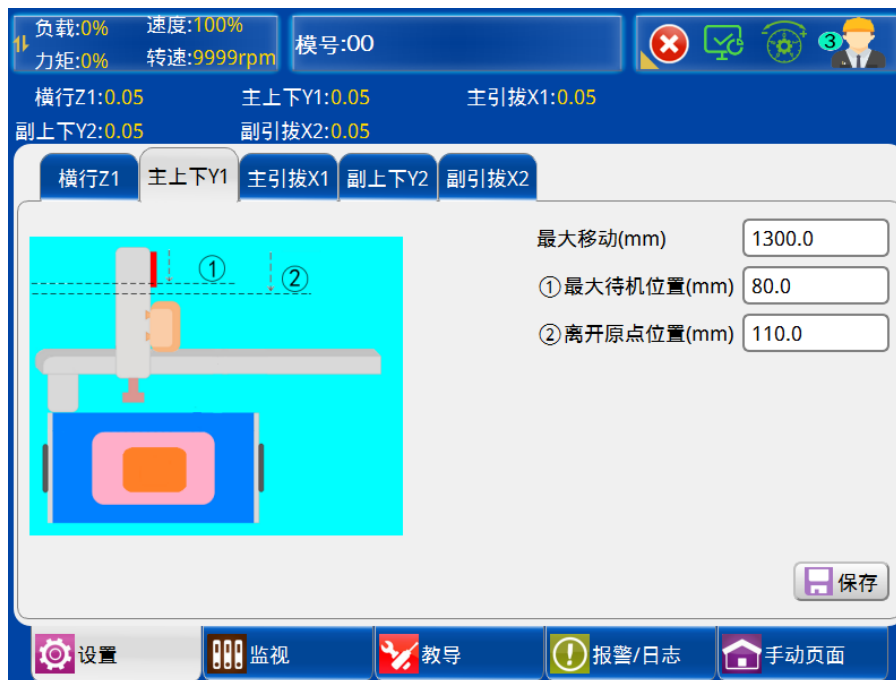 负载:0% 速度:100%
力矩:0% 转速:9999rpm
模号:00
3
横行Z1:0.05 主上下Y1:0.05 主引拔X1:0.05
副上下Y2:0.05 副引拔X2:0.05
横行Z1 主上下Y1 主引拔X1 副上下Y2 副引拔X2
① ②
最大移动(mm) 1300.0
①最大待机位置(mm) 80.0
②离开原点位置(mm) 110.0
保存
设置 监视 教导 报警/日志 手动页面